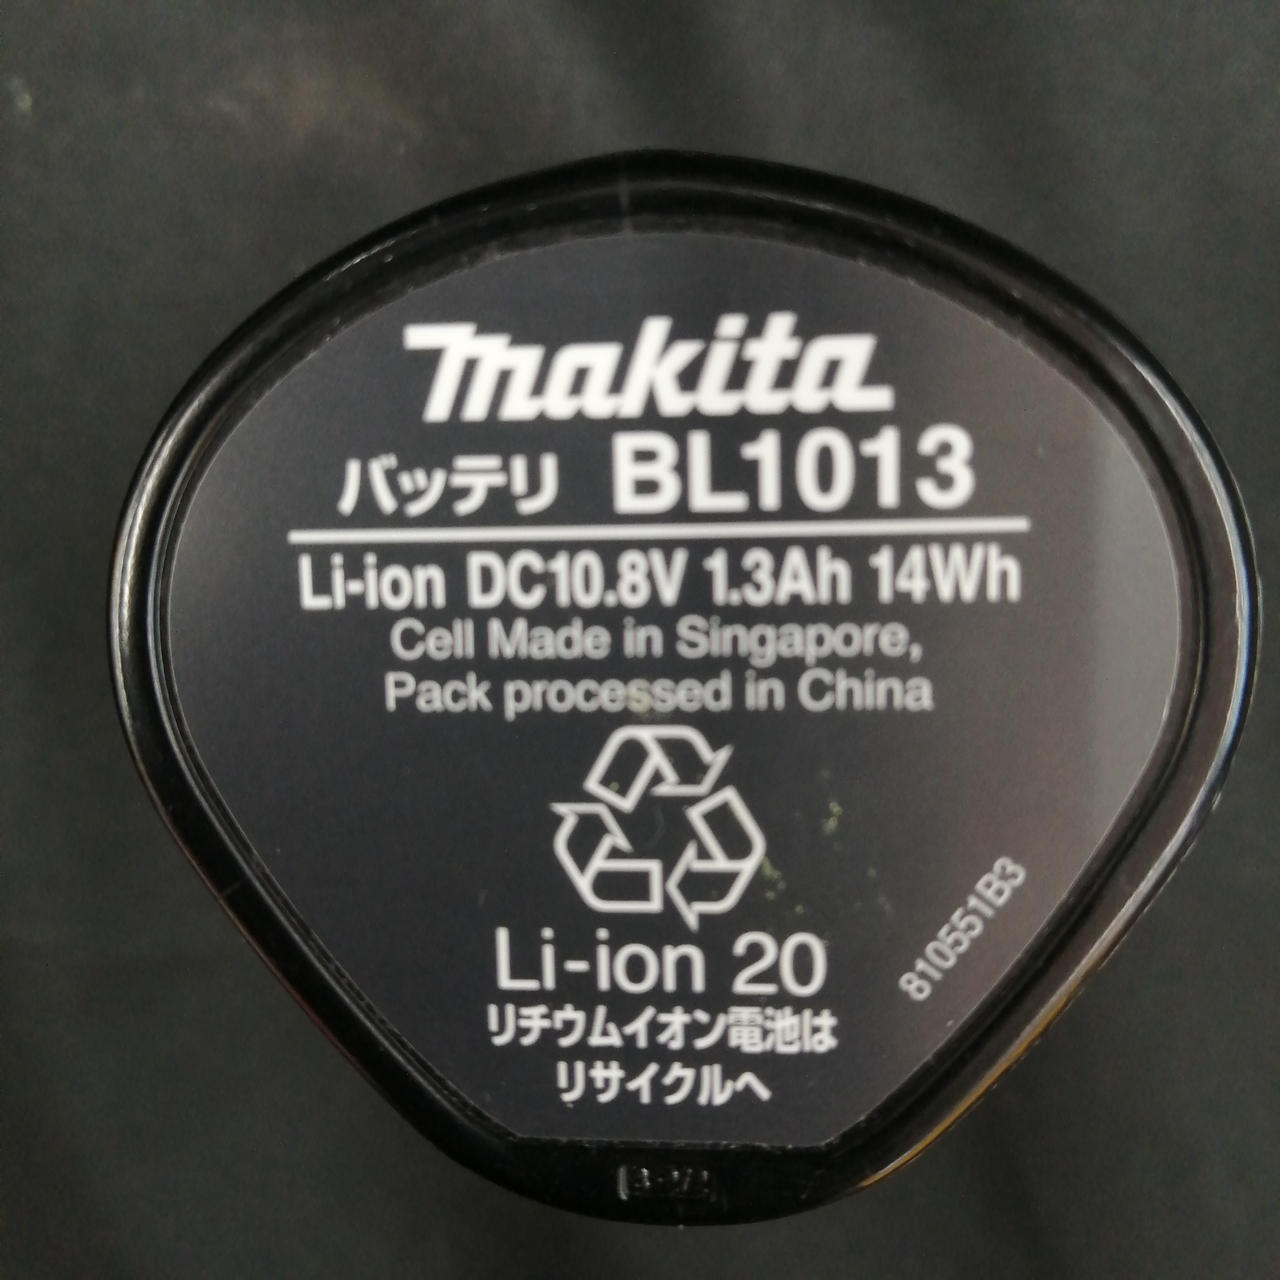 makita
バッテリ BL1013
Li-ion DC10.8V 1.3Ah 14Wh
Cell Made in Singapore,
Pack processed in China
Li-ion 20
リチウムイオン電池は
リサイクルへ
810551B3